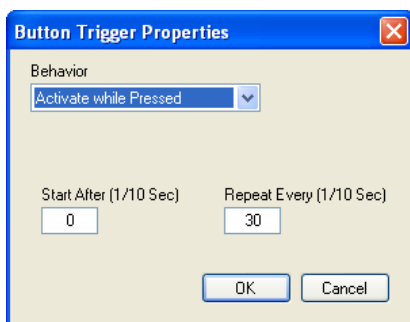 Button Trigger Properties
Behavior
Activate while Pressed
Start After (1/10 Sec) Repeat Every (1/10 Sec)
0 30
OK Cancel